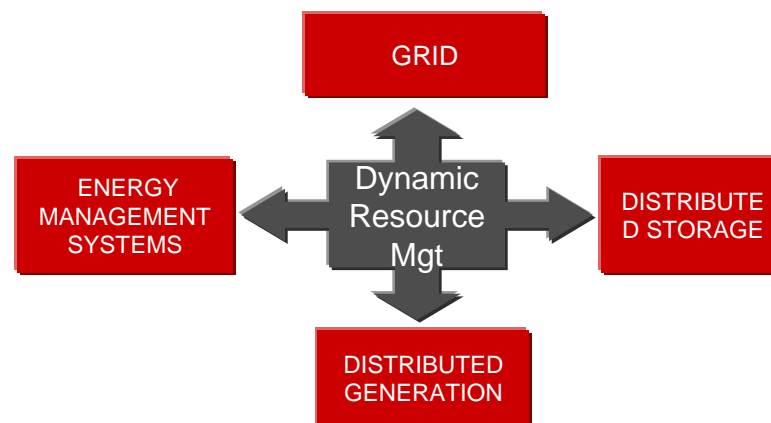 GRID
ENERGY
MANAGEMENT
SYSTEMS
Dynamic
Resource
Mgt
DISTRIBUTE
D STORAGE
DISTRIBUTED
GENERATION